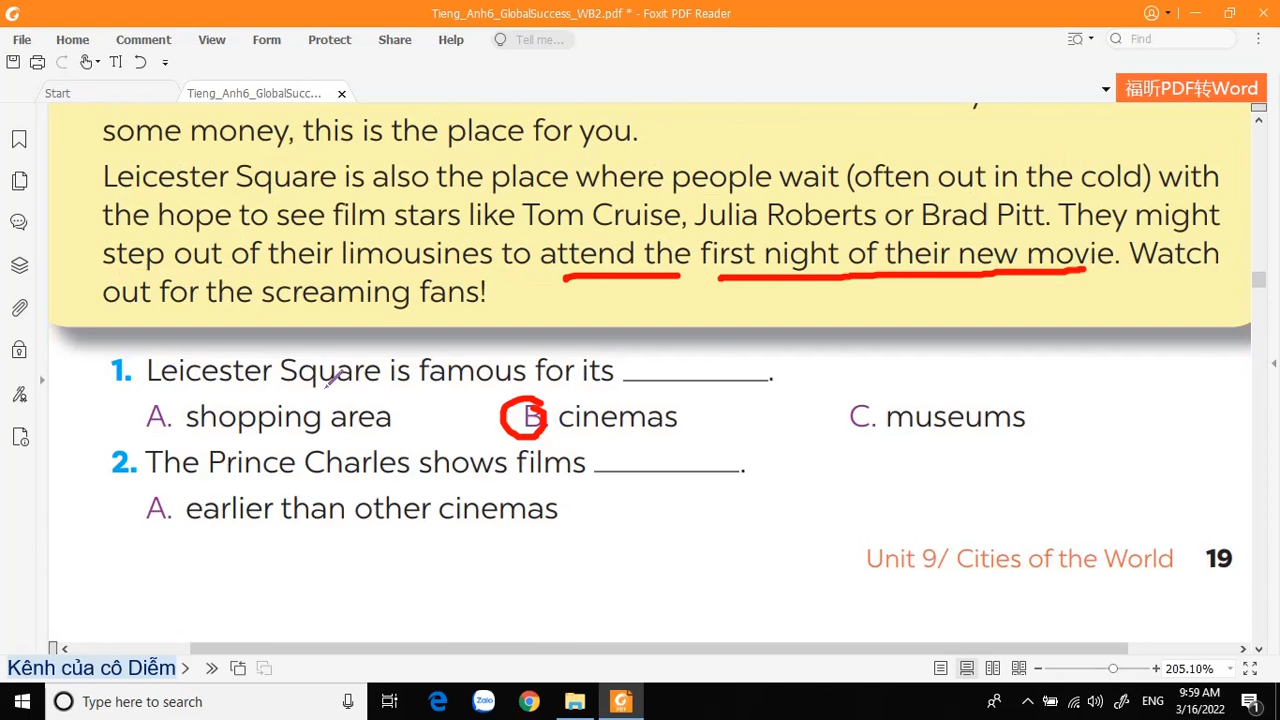 Tieng_Anh6_GlobalSuccess_WB2.pdf * - Foxit PDF Reader
File Home Comment View Form Protect Share Help Tell me... Find
Start Tieng_Anh6_GlobalSucc... 福昕PDF转Word
some money, this is the place for you.
Leicester Square is also the place where people wait (often out in the cold) with
the hope to see film stars like Tom Cruise, Julia Roberts or Brad Pitt. They might
step out of their limousines to attend the first night of their new movie. Watch
out for the screaming fans!
1. Leicester Square is famous for its __________.
A. shopping area B. cinemas C. museums
2. The Prince Charles shows films __________.
A. earlier than other cinemas
Unit 9/ Cities of the World 19
Kênh của cô Diễm 205.10%
Type here to search Zalo ENG 9:59 AM
3/16/2022 1